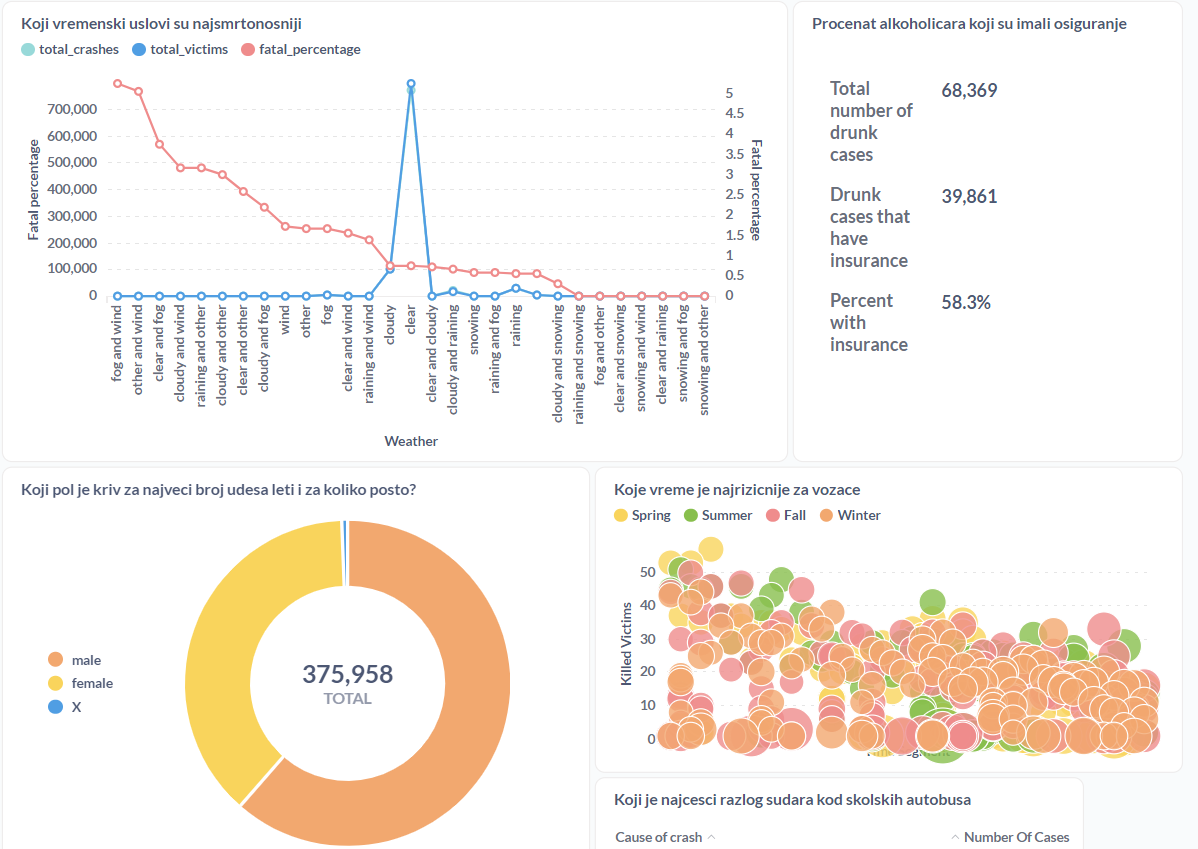 Koji vremenski uslovi su najsmrtonosniji
total_crashes total_victims fatal_percentage
Fatal percentage
700,000
600,000
500,000
400,000
300,000
200,000
100,000
0
5
4.5
4
3.5
3
2.5
2
1.5
1
0.5
0
Fatal percentage
fog and wind
other and wind
clear and fog
cloudy and wind
raining and other
cloudy and other
clear and other
cloudy and fog
wind
other
fog
clear and wind
raining and wind
cloudy
clear
clear and cloudy
cloudy and raining
snowing
raining and fog
raining
cloudy and snowing
raining and snowing
fog and other
clear and snowing
snowing and wind
clear and raining
snowing and fog
snowing and other
Weather
Procenat alkoholicara koji su imali osiguranje
Total
number of
drunk
cases
68,369
Drunk
cases that
have
insurance
39,861
Percent
with
insurance
58.3%
Koji pol je kriv za najveci broj udesa leti i za koliko posto?
male
female
X
375,958
TOTAL
Koje vreme je najrizicnije za vozace
Spring Summer Fall Winter
Killed Victims
50
40
30
20
10
0
Koji je najcesci razlog sudara kod skolskih autobusa
Cause of crash Number Of Cases